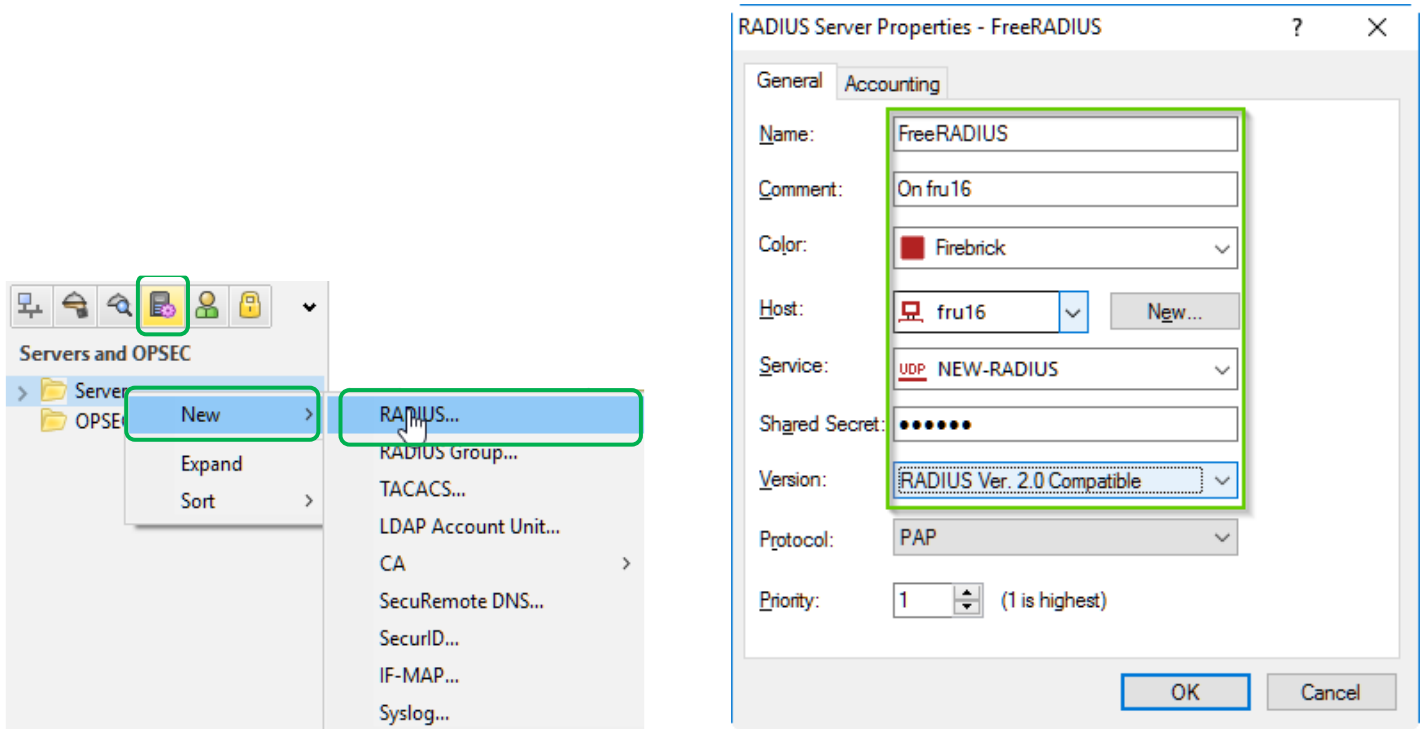 Servers and OPSEC
Server
OPSE
New
Expand
Sort
RADIUS...
RADIUS Group...
TACACS...
LDAP Account Unit...
CA
SecuRemote DNS...
SecurID...
IF-MAP...
Syslog...
RADIUS Server Properties - FreeRADIUS
General Accounting
Name: FreeRADIUS
Comment: On fru16
Color: Firebrick
Host: fru16 New...
Service: UDP NEW-RADIUS
Shared Secret: ••••••
Version: RADIUS Ver. 2.0 Compatible
Protocol: PAP
Priority: 1 (1 is highest)
OK Cancel